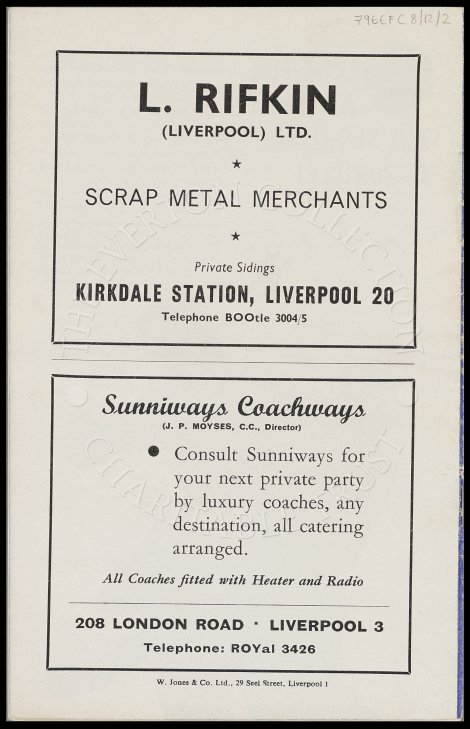 796EFC 8/12/2
L. RIFKIN
(LIVERPOOL) LTD.
SCRAP METAL MERCHANTS
Private Sidings
KIRKDALE STATION, LIVERPOOL 20
Telephone BOOtle 3004/5
Sunniways Coachways
(J. P. MOYSES, C.C., Director)
● Consult Sunniways for
your next private party
by luxury coaches, any
destination, all catering
arranged.
All Coaches fitted with Heater and Radio
208 LONDON ROAD · LIVERPOOL 3
Telephone: ROYal 3426
W. Jones & Co. Ltd., 29 Seel Street, Liverpool 1
THE EVERTON COLLECTION
CHARITABLE TRUST